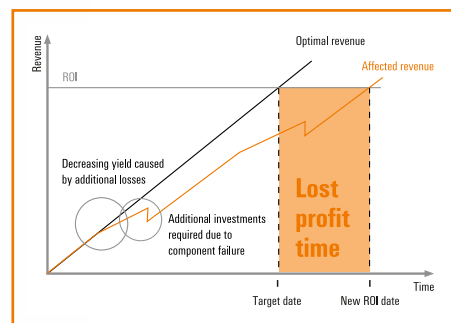 Optimal revenue
Revenue
Affected revenue
ROI
Decreasing yield caused
by additional losses
Additional investments
required due to
component failure
Lost
profit
time
Time
Target date
New ROI date